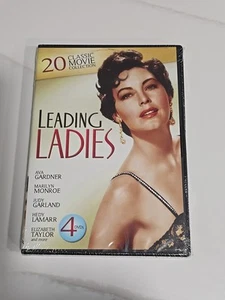 20 CLASSIC
MOVIE
COLLECTION
LEADING
LADIES
AVA
GARDNER
MARILYN
MONROE
JUDY
GARLAND
HEDY
LAMARR
ELIZABETH
TAYLOR
and more
4 DVDs